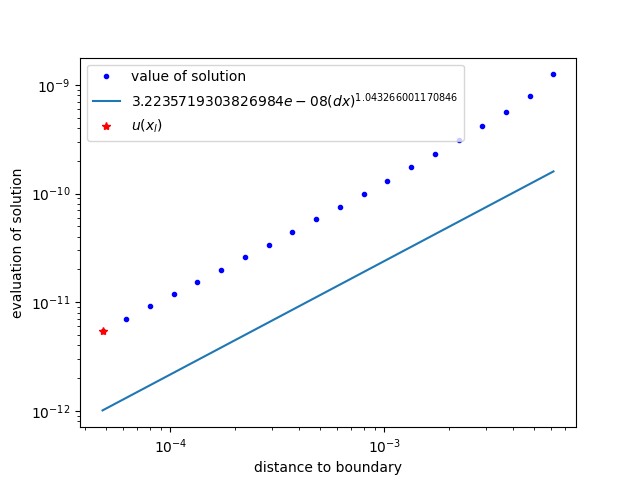 value of solution
3.2235719303826984e − 08(dx)^1.043266001170846
u(x_l)
10^−9
10^−10
10^−11
10^−12
evaluation of solution
10^−4
10^−3
distance to boundary